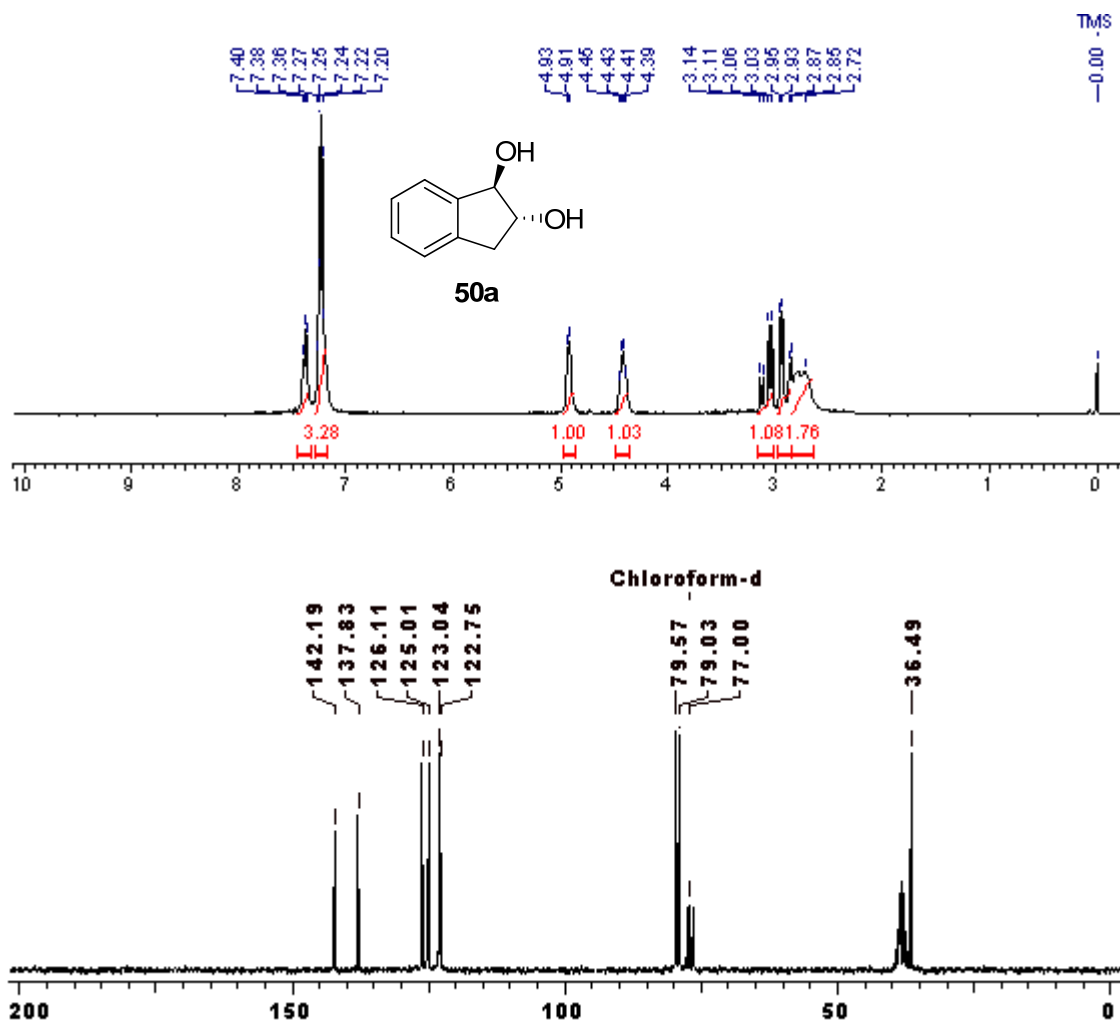 TMS
7.40 7.38 7.36 7.27 7.25 7.24 7.22 7.20 4.93 4.91 4.45 4.43 4.41 4.39 3.14 3.11 3.06 3.03 2.95 2.93 2.87 2.85 2.72 -0.00
OH
OH
50a
3.28 1.00 1.03 1.08 1.76
10 9 8 7 6 5 4 3 2 1 0
Chloroform-d
142.19 137.83 126.11 125.01 123.04 122.75 79.57 79.03 77.00 36.49
200 150 100 50 0